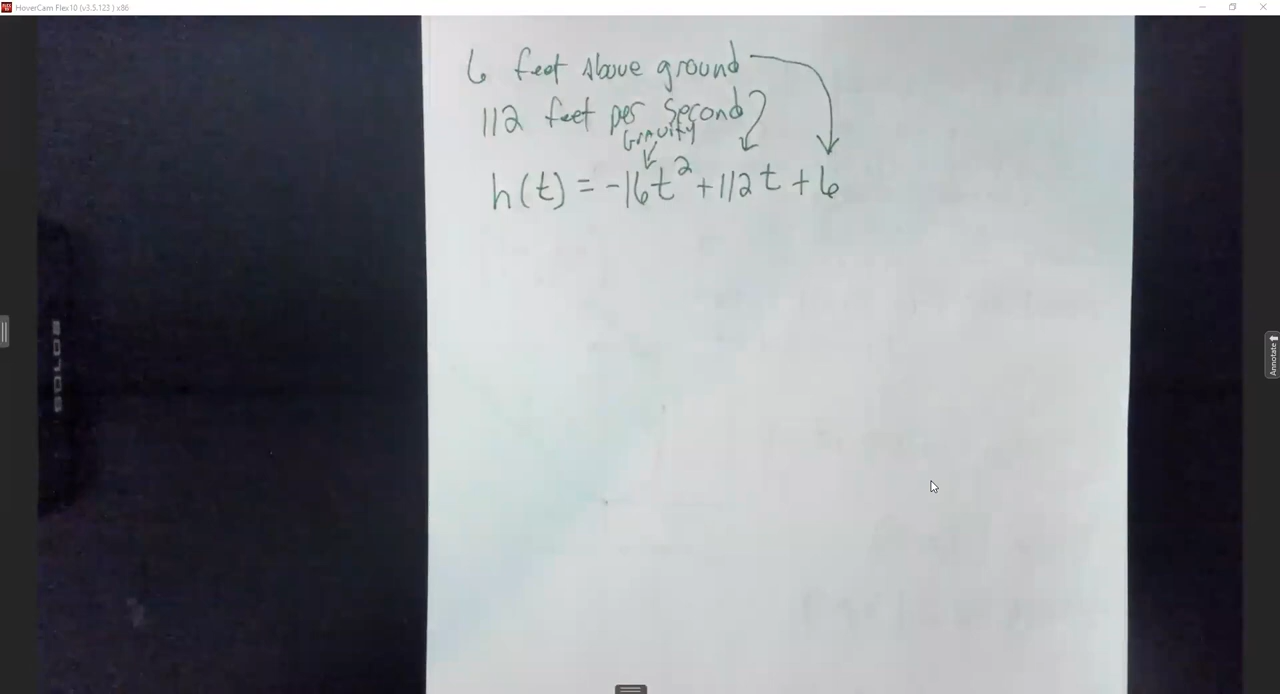 HoverCam Flex10 (v3.5.123 ) x86
6 feet above ground
112 feet per second
Gravity
h(t) = -16t² +112t +6
SOLO8
Annotate